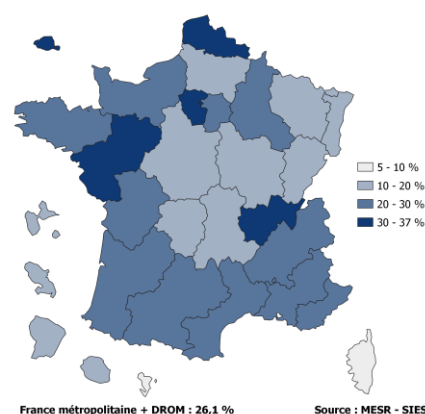 5 - 10 %
10 - 20 %
20 - 30 %
30 - 37 %
France métropolitaine + DROM : 26,1 %
Source : MESR - SIES